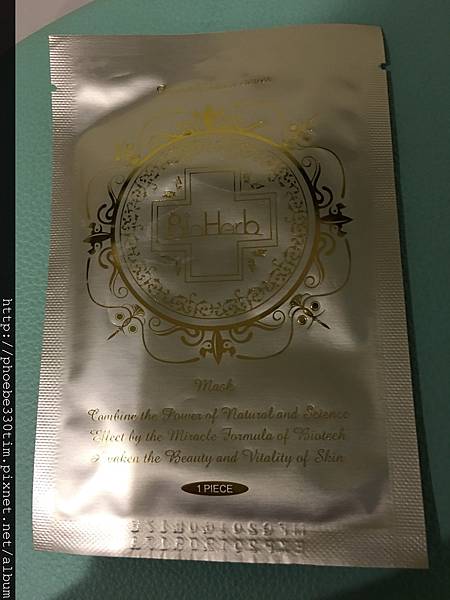 BioHerb
Mask
Combine the Power of Natural and Science
Effect by the Miracle Formula of Biotech
Awaken the Beauty and Vitality of Skin
1 PIECE
http://phoebe330tim.pixnet.net/album